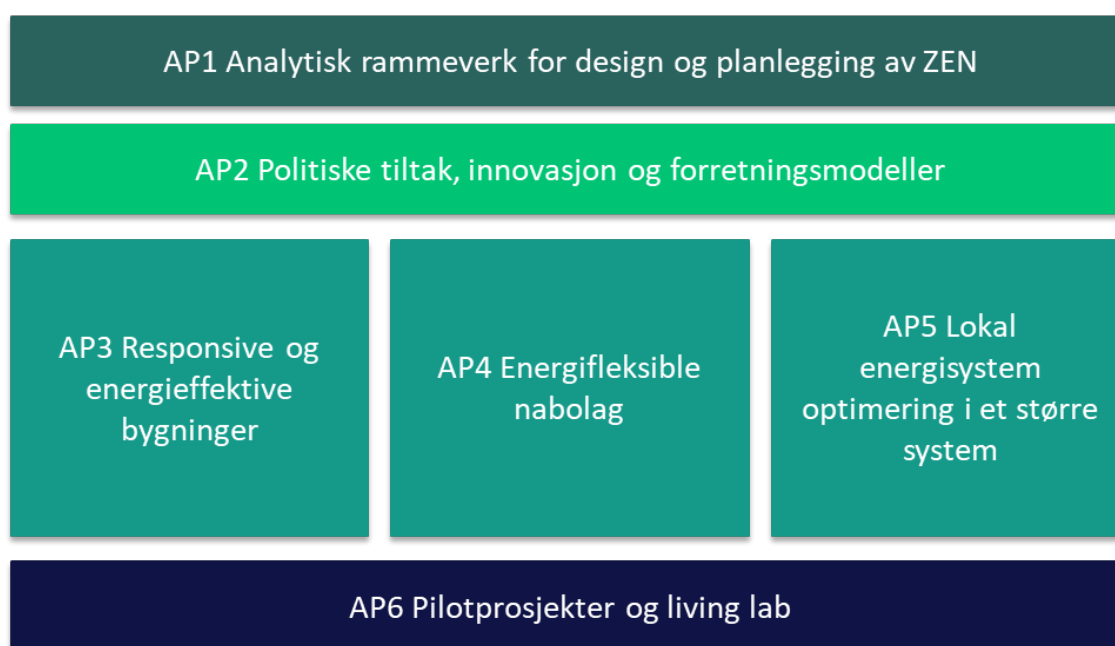 AP1 Analytisk rammeverk for design og planlegging av ZEN
AP2 Politiske tiltak, innovasjon og forretningsmodeller
AP3 Responsive og
energieffektive
bygninger
AP4 Energifleksible
nabolag
AP5 Lokal
energisystem
optimering i et større
system
AP6 Pilotprosjekter og living lab